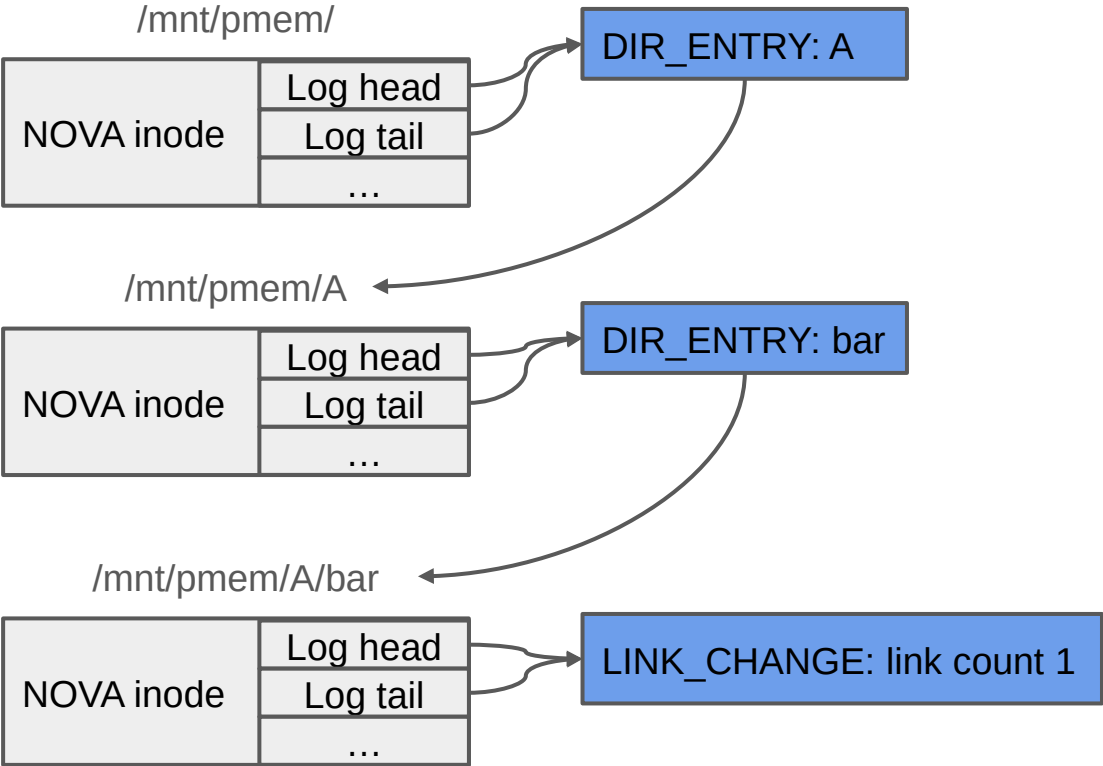 /mnt/pmem/
NOVA inode
Log head
Log tail
…
DIR_ENTRY: A
/mnt/pmem/A
NOVA inode
Log head
Log tail
…
DIR_ENTRY: bar
/mnt/pmem/A/bar
NOVA inode
Log head
Log tail
…
LINK_CHANGE: link count 1